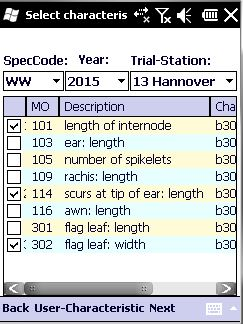 Select characteris
SpecCode: Year: Trial-Station:
WW 2015 13 Hannover
MO Description Cha
101 length of internode b30
103 ear: length b30
105 number of spikelets b30
109 rachis: length b30
114 scurs at tip of ear: length b30
116 awn: length b30
301 flag leaf: length b30
302 flag leaf: width b30
Back User-Characteristic Next